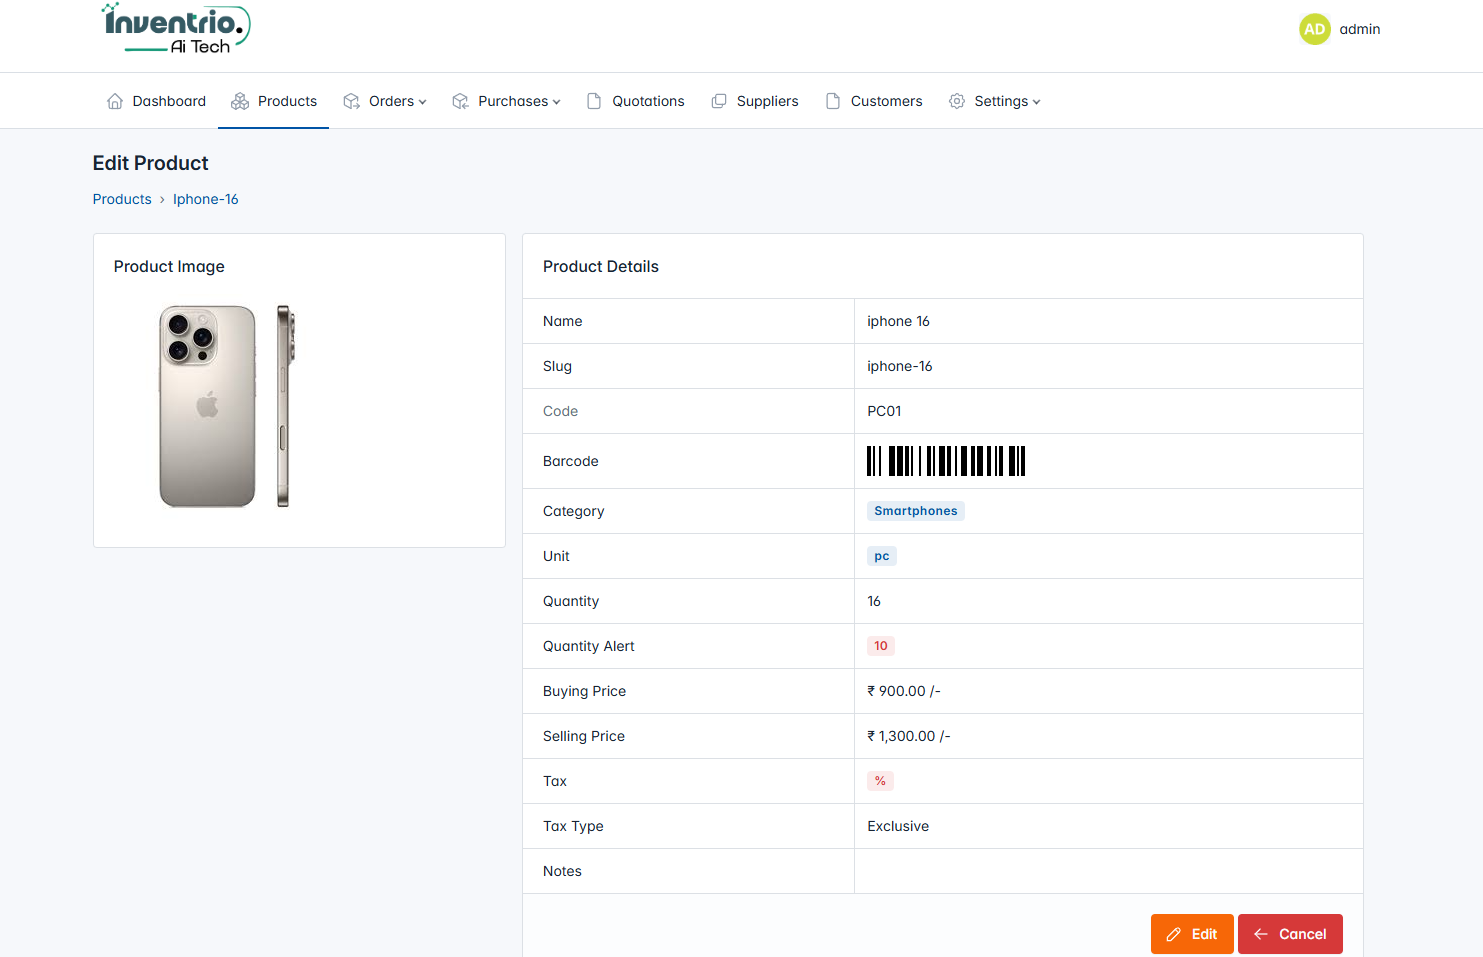 inventrio.
Ai Tech
AD admin
Dashboard Products Orders Purchases Quotations Suppliers Customers Settings
Edit Product
Products › Iphone-16
Product Image
Product Details
Name iphone 16
Slug iphone-16
Code PC01
Barcode
Category Smartphones
Unit pc
Quantity 16
Quantity Alert 10
Buying Price ₹ 900.00 /-
Selling Price ₹ 1,300.00 /-
Tax %
Tax Type Exclusive
Notes
Edit Cancel